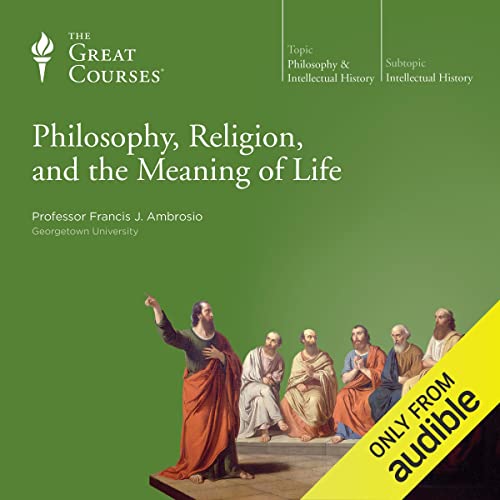 THE
GREAT
COURSES®
Topic
Philosophy &
Intellectual History
Subtopic
Intellectual History
Philosophy, Religion,
and the Meaning of Life
Professor Francis J. Ambrosio
Georgetown University
ONLY FROM
audible